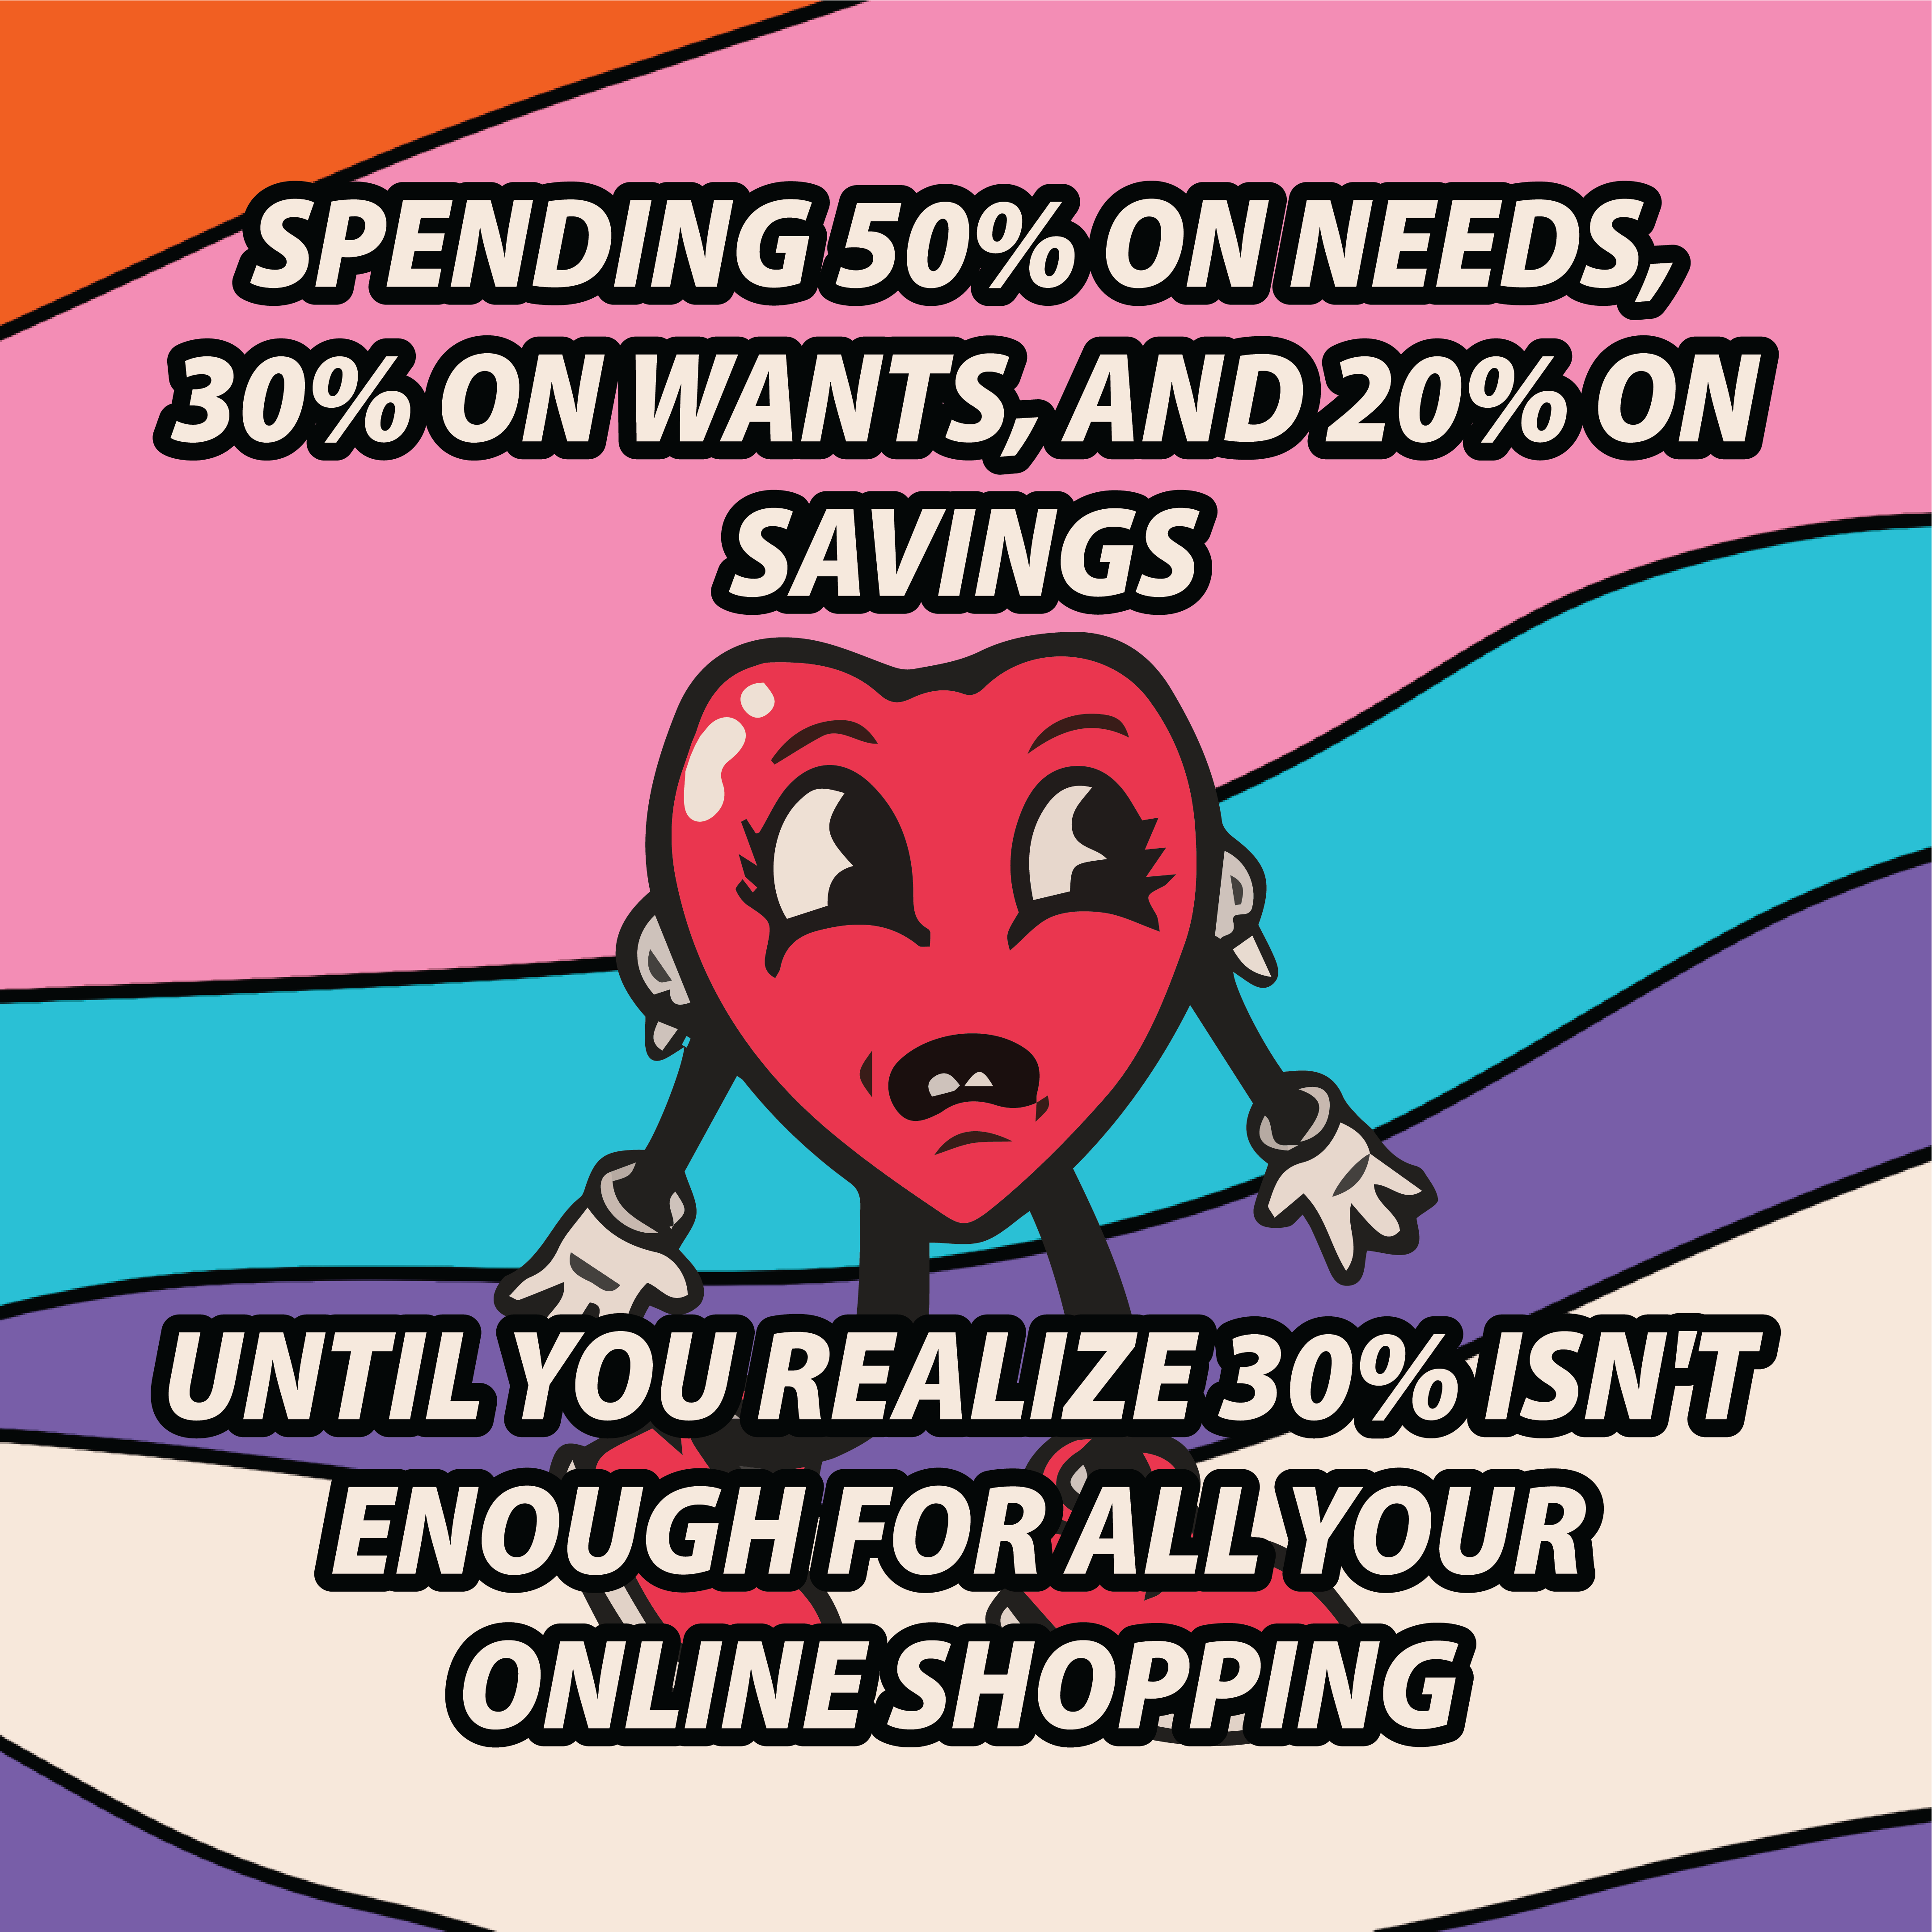 SPENDING 50% ON NEEDS,
30% ON WANTS, AND 20% ON
SAVINGS
UNTIL YOU REALIZE 30% ISN'T
ENOUGH FOR ALL YOUR
ONLINE SHOPPING